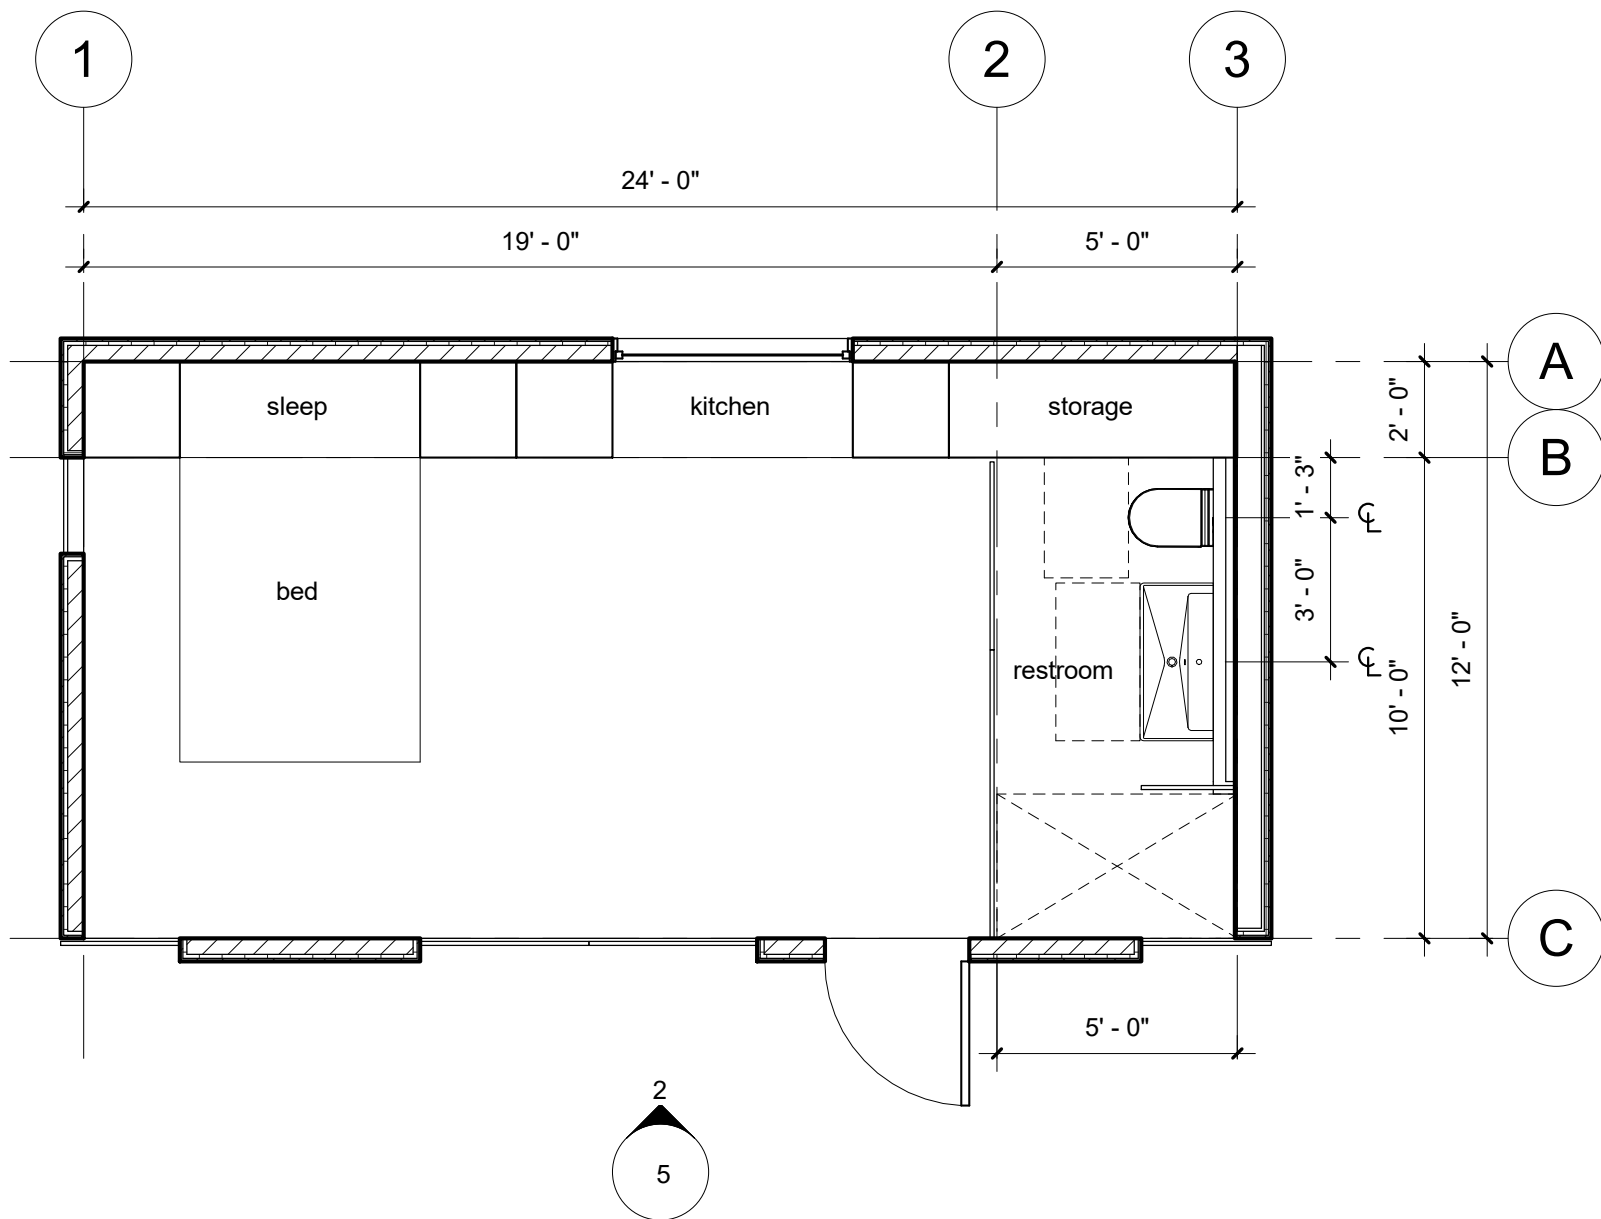 1
2
3
24' - 0"
19' - 0"
5' - 0"
A
sleep
kitchen
storage
2' - 0"
B
1' - 3"
℄
bed
3' - 0"
12' - 0"
restroom
℄
10' - 0"
C
5' - 0"
2
5